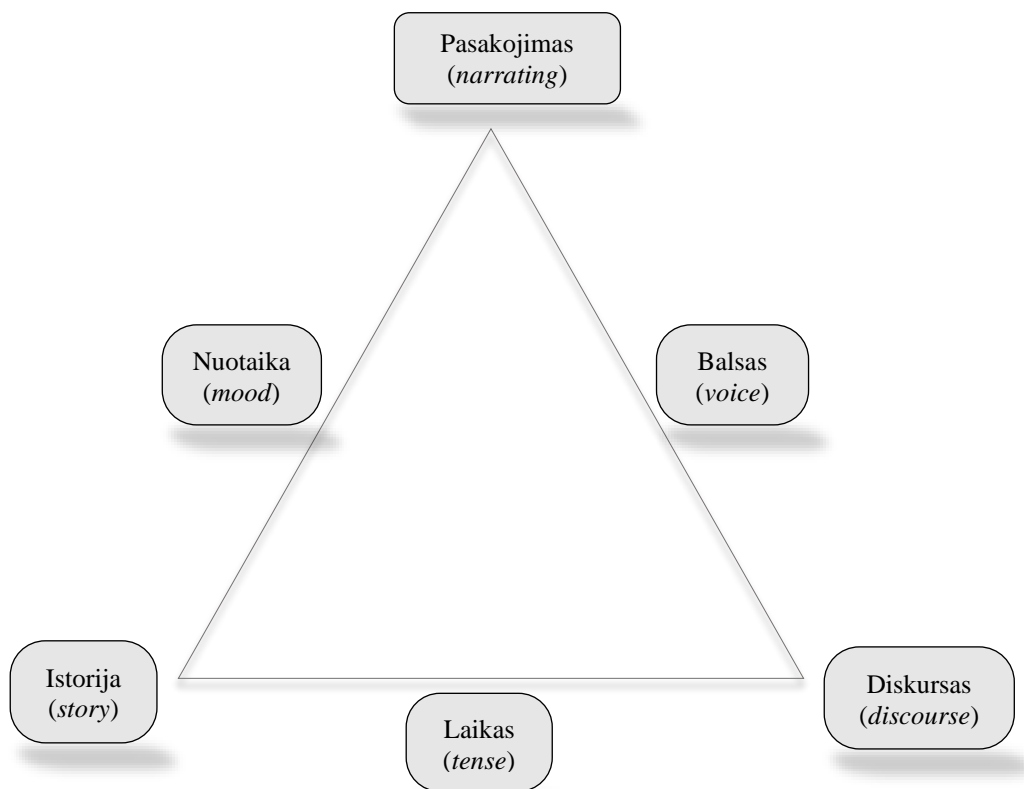 Pasakojimas
(narrating)
Nuotaika
(mood)
Balsas
(voice)
Istorija
(story)
Diskursas
(discourse)
Laikas
(tense)